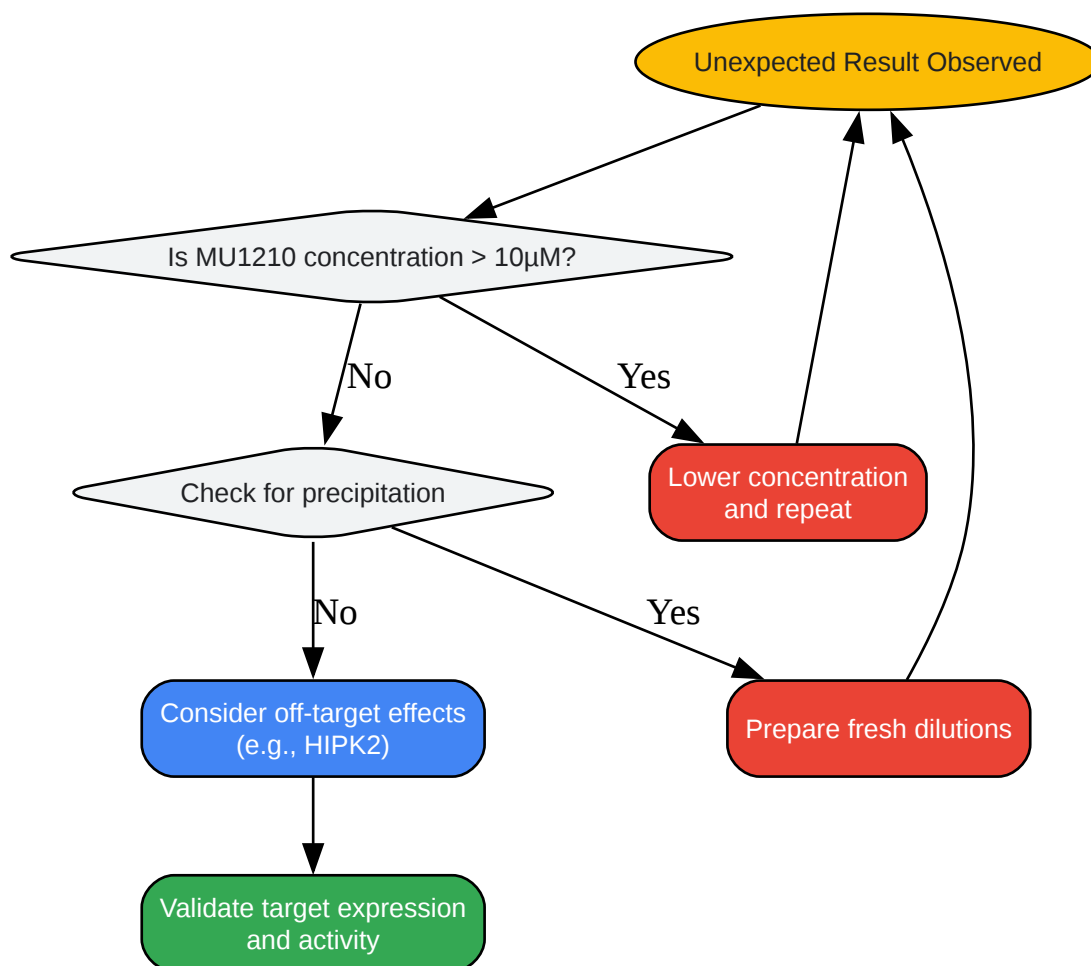 Unexpected Result Observed
Is MU1210 concentration > 10µM?
No
Yes
Lower concentration
and repeat
Check for precipitation
No
Yes
Consider off-target effects
(e.g., HIPK2)
Prepare fresh dilutions
Validate target expression
and activity